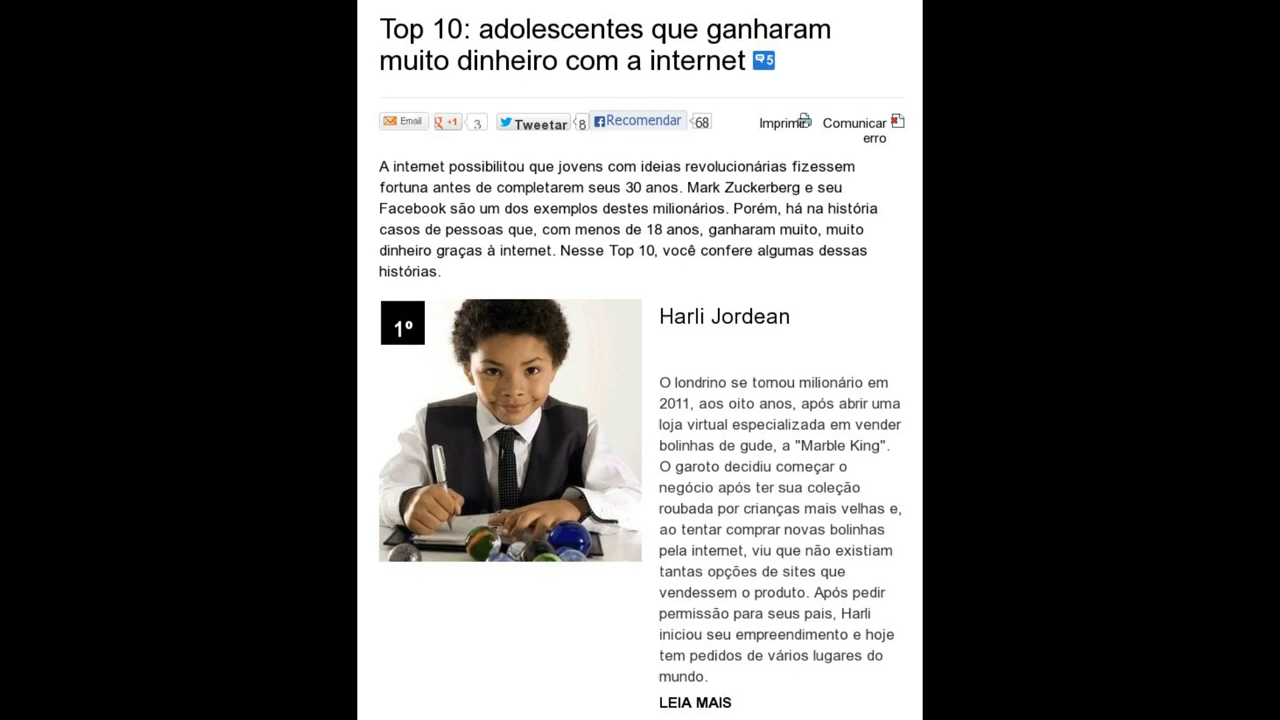 Top 10: adolescentes que ganharam
muito dinheiro com a internet 5
Email +1 3 Tweetar 8 Recomendar 68 Imprimir Comunicar
erro
A internet possibilitou que jovens com ideias revolucionárias fizessem
fortuna antes de completarem seus 30 anos. Mark Zuckerberg e seu
Facebook são um dos exemplos destes milionários. Porém, há na história
casos de pessoas que, com menos de 18 anos, ganharam muito, muito
dinheiro graças à internet. Nesse Top 10, você confere algumas dessas
histórias.
1º
Harli Jordean
O londrino se tornou milionário em
2011, aos oito anos, após abrir uma
loja virtual especializada em vender
bolinhas de gude, a "Marble King".
O garoto decidiu começar o
negócio após ter sua coleção
roubada por crianças mais velhas e,
ao tentar comprar novas bolinhas
pela internet, viu que não existiam
tantas opções de sites que
vendessem o produto. Após pedir
permissão para seus pais, Harli
iniciou seu empreendimento e hoje
tem pedidos de vários lugares do
mundo.
LEIA MAIS